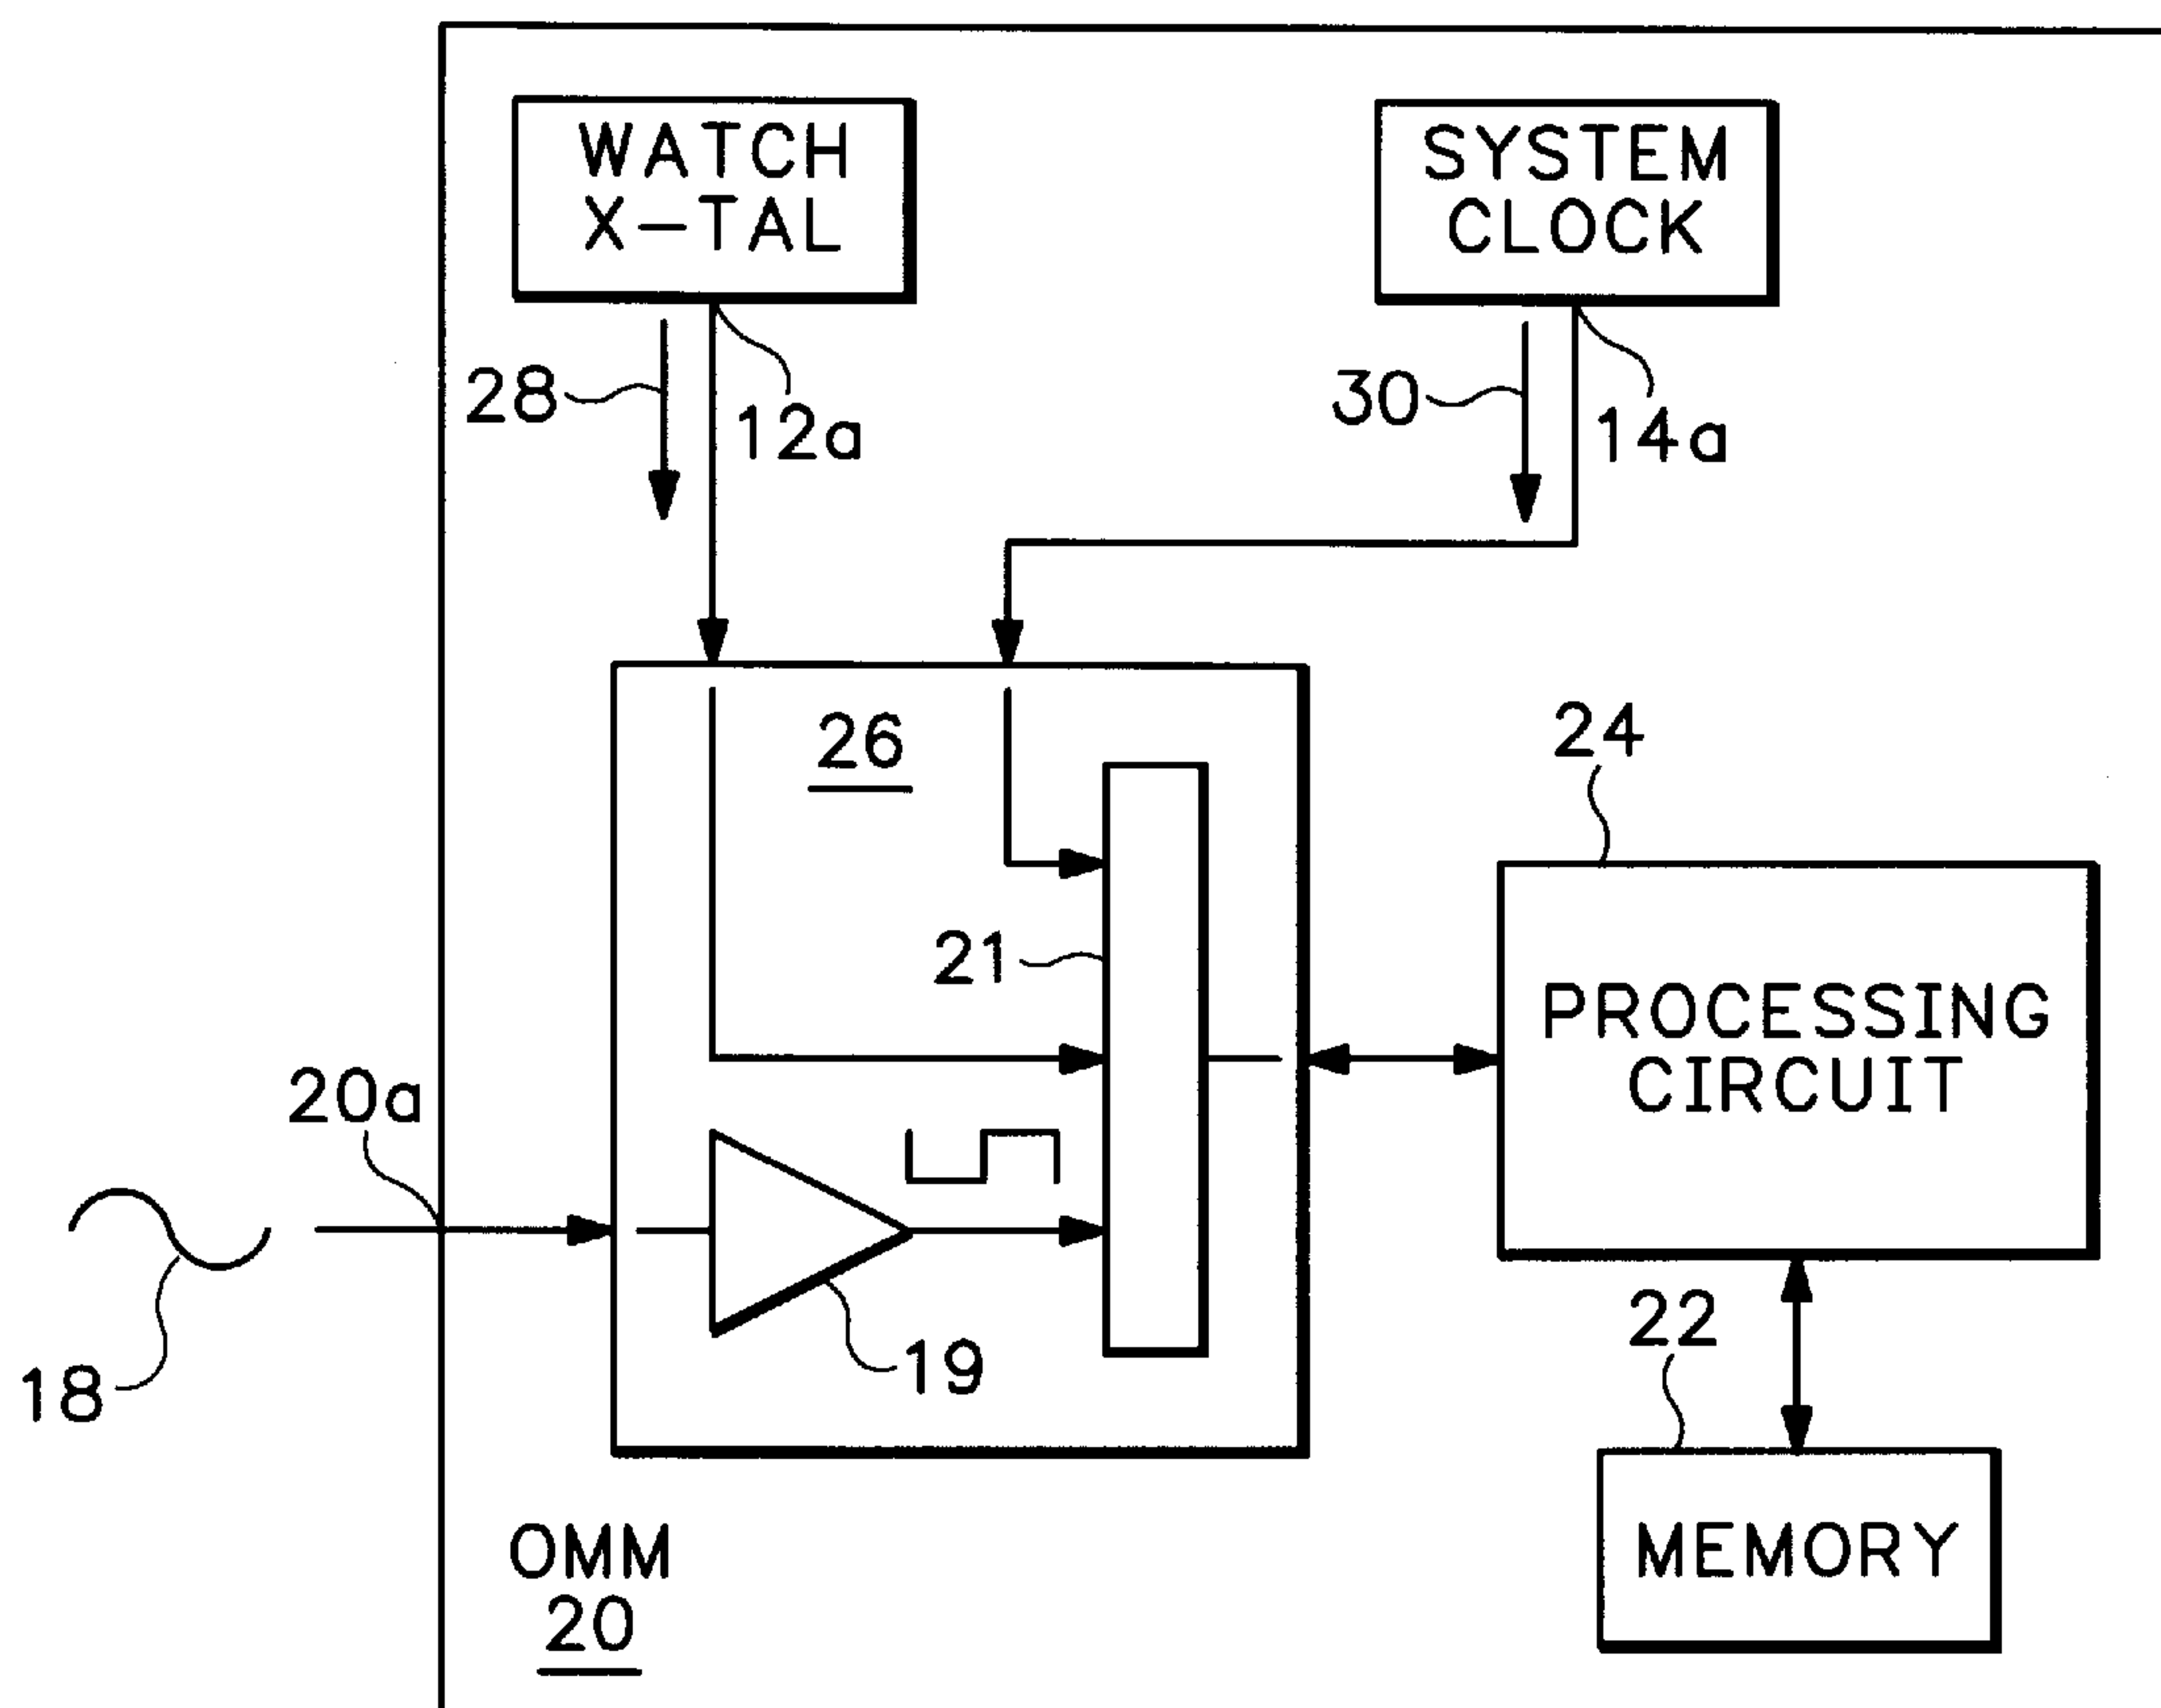 WATCH
X-TAL
SYSTEM
CLOCK
28
12a
30
14a
26
24
21
PROCESSING
CIRCUIT
20a
22
19
18
MEMORY
OMM
20